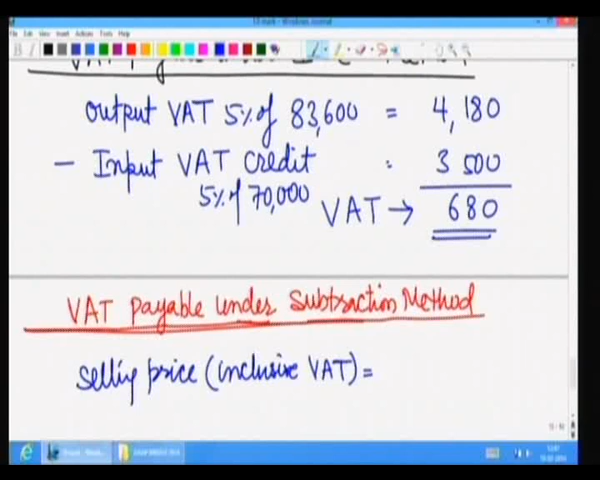 Output VAT 5% of 83,600 = 4,180
- Input VAT credit : 3 500
5% of 70,000
VAT → 680
VAT Payable Under Subtraction Method
Selling price (inclusive VAT) =